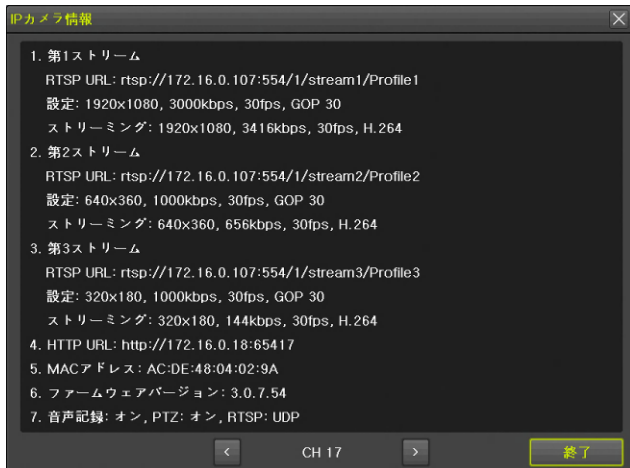 IPカメラ情報
1. 第1ストリーム
RTSP URL: rtsp://172.16.0.107:554/1/stream1/Profile1
設定: 1920x1080, 3000kbps, 30fps, GOP 30
ストリーミング: 1920x1080, 3416kbps, 30fps, H.264
2. 第2ストリーム
RTSP URL: rtsp://172.16.0.107:554/1/stream2/Profile2
設定: 640x360, 1000kbps, 30fps, GOP 30
ストリーミング: 640x360, 656kbps, 30fps, H.264
3. 第3ストリーム
RTSP URL: rtsp://172.16.0.107:554/1/stream3/Profile3
設定: 320x180, 1000kbps, 30fps, GOP 30
ストリーミング: 320x180, 144kbps, 30fps, H.264
4. HTTP URL: http://172.16.0.18:65417
5. MACアドレス: AC:DE:48:04:02:9A
6. ファームウェアバージョン: 3.0.7.54
7. 音声記録: オン, PTZ: オン, RTSP: UDP
< CH 17 > 終了